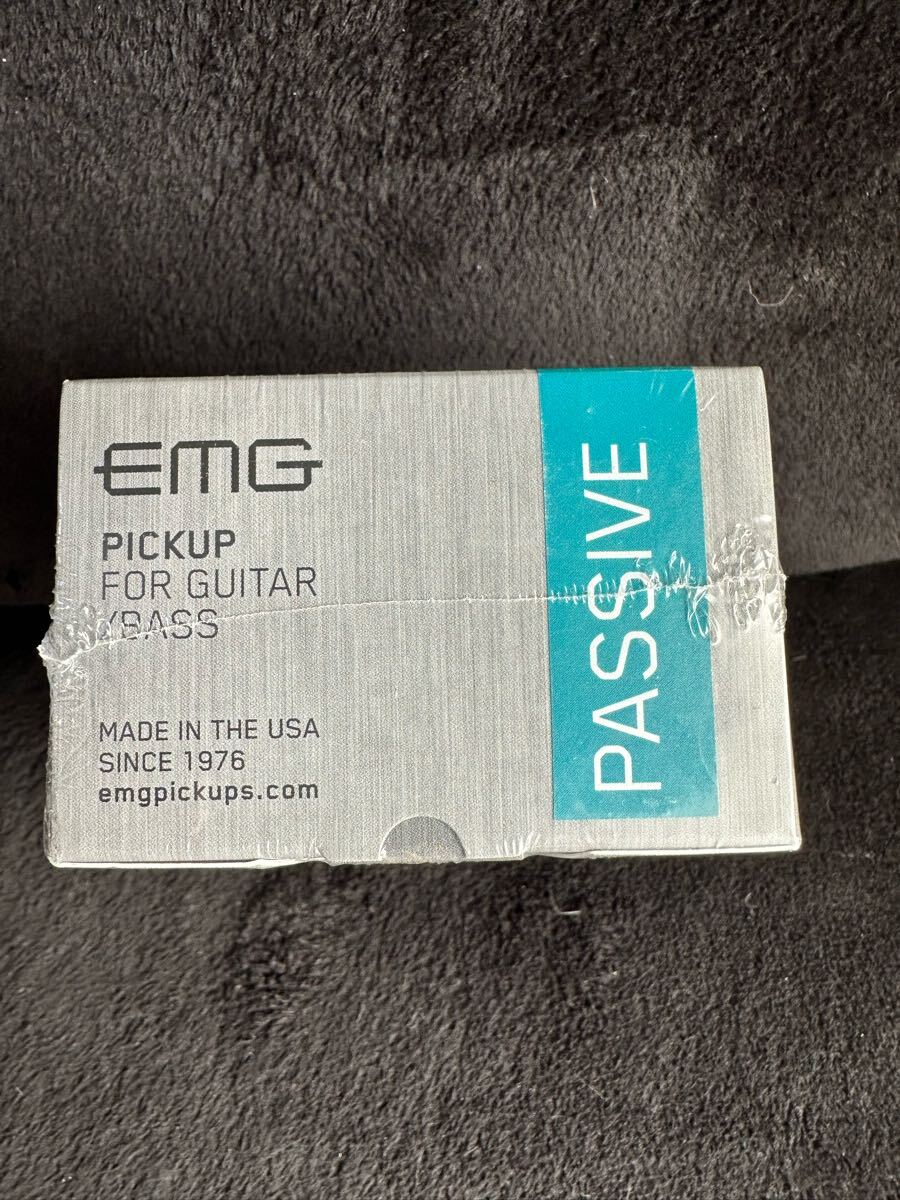 EMG
PICKUP
FOR GUITAR
/BASS
MADE IN THE USA
SINCE 1976
emgpickups.com
PASSIVE